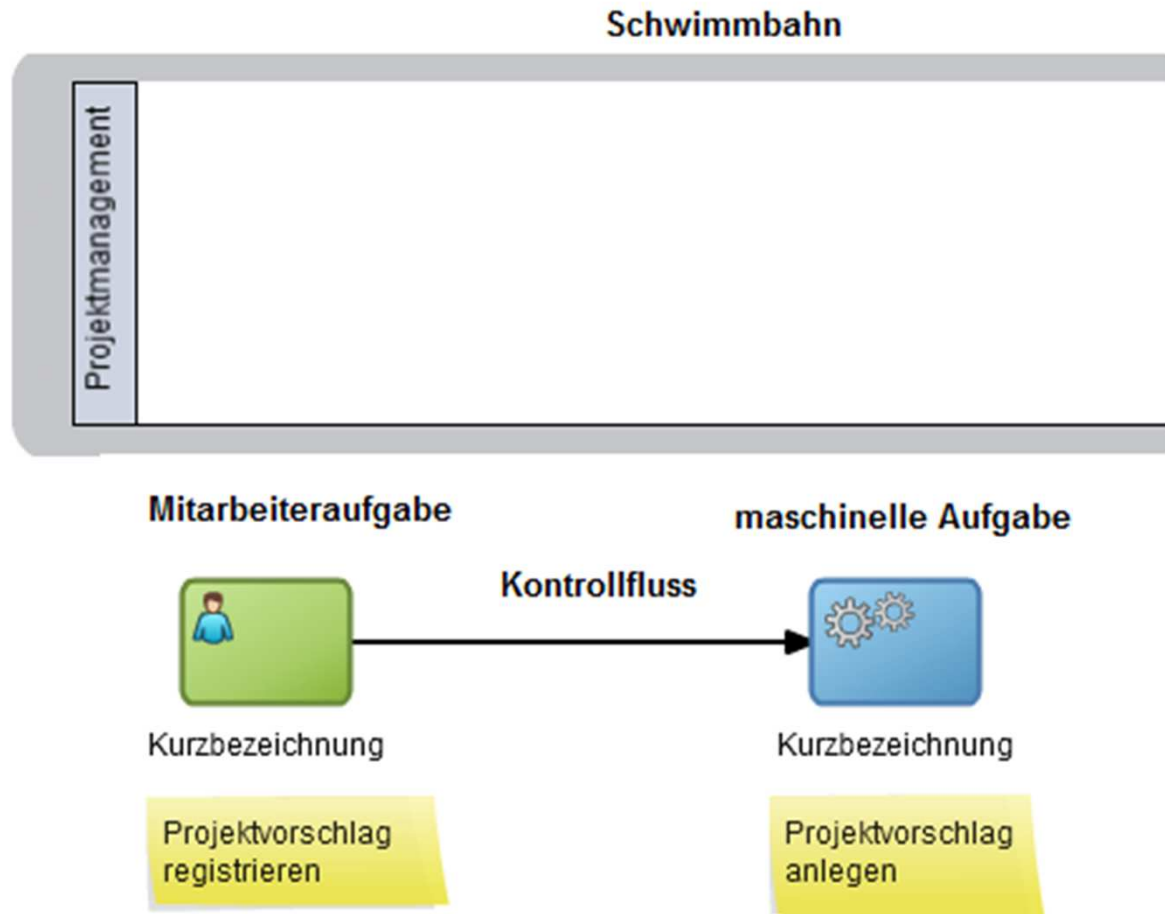 Schwimmbahn
Projektmanagement
Mitarbeiteraufgabe
maschinelle Aufgabe
Kontrollfluss
Kurzbezeichnung
Kurzbezeichnung
Projektvorschlag
registrieren
Projektvorschlag
anlegen